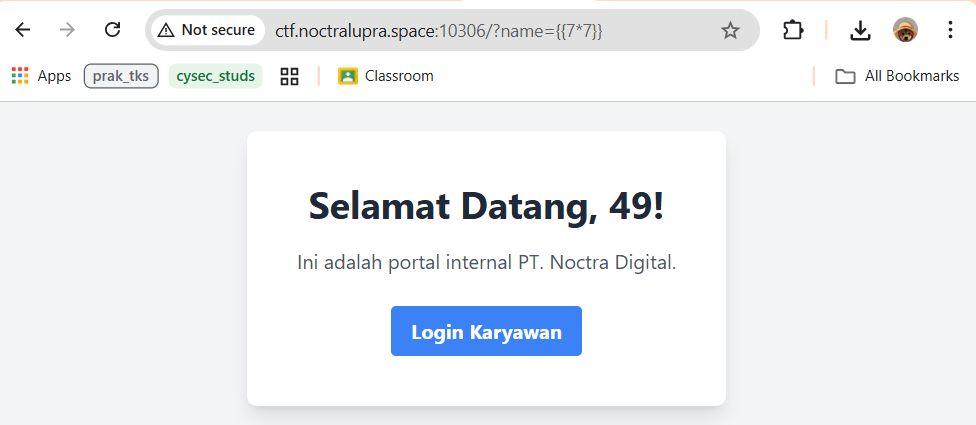 Not secure ctf.noctralupra.space:10306/?name={{7*7}}
Apps prak_tks cysec_studs Classroom All Bookmarks
Selamat Datang, 49!
Ini adalah portal internal PT. Noctra Digital.
Login Karyawan